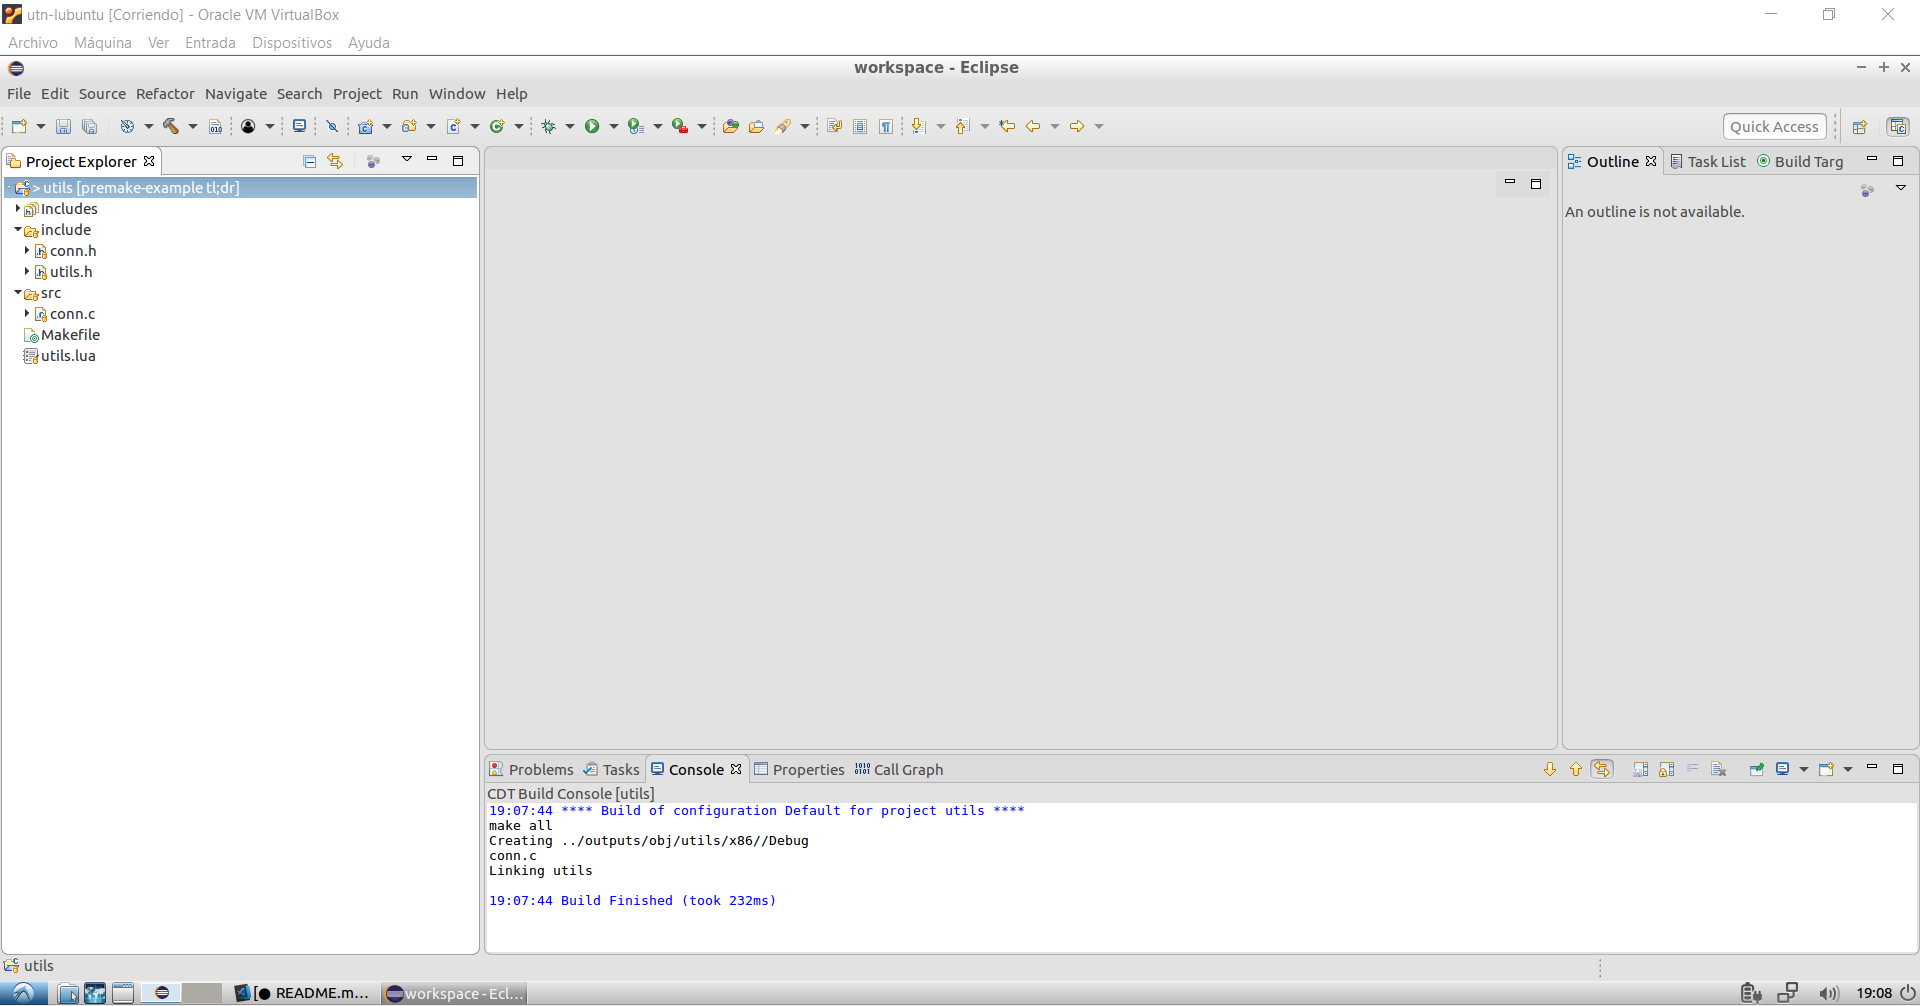 utn-lubuntu [Corriendo] - Oracle VM VirtualBox
Archivo Máquina Ver Entrada Dispositivos Ayuda
workspace - Eclipse
File Edit Source Refactor Navigate Search Project Run Window Help
Quick Access
Project Explorer
Outline Task List Build Targ
> utils [premake-example tl;dr]
Includes
An outline is not available.
include
conn.h
utils.h
src
conn.c
Makefile
utils.lua
Problems Tasks Console Properties Call Graph
CDT Build Console [utils]
19:07:44 **** Build of configuration Default for project utils ****
make all
Creating ../outputs/obj/utils/x86//Debug
conn.c
Linking utils
19:07:44 Build Finished (took 232ms)
utils
[● README.m... workspace - Ecl... 19:08